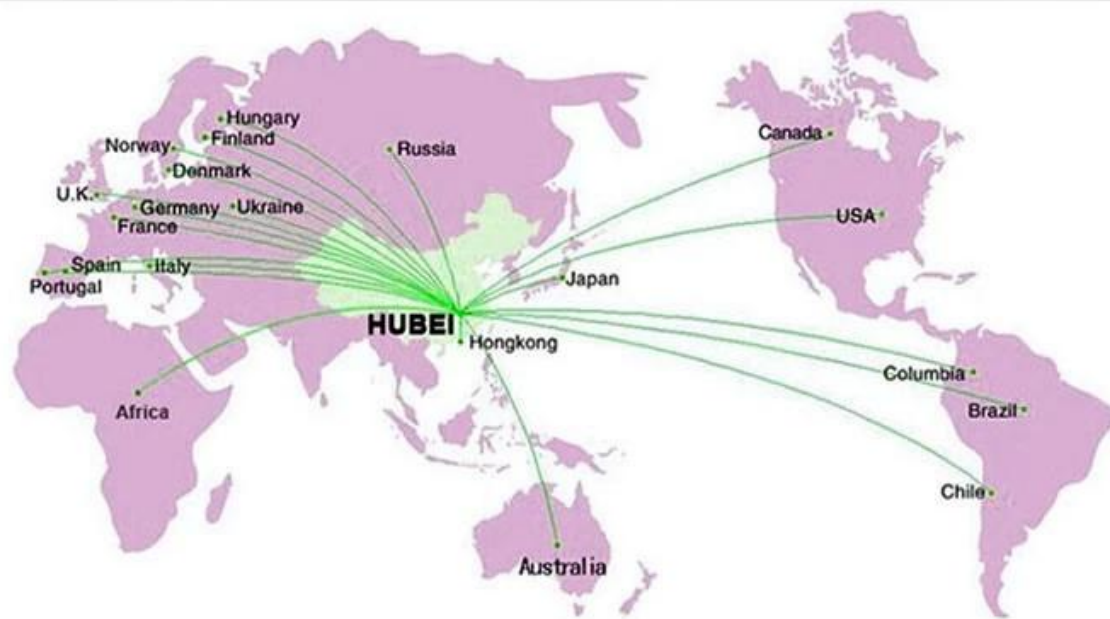 Hungary
Finland
Norway
Russia
Denmark
U.K.
Germany
Ukraine
France
Spain
Italy
Portugal
Canada
USA
Japan
HUBEI
Hongkong
Africa
Columbia
Brazil
Chile
Australia